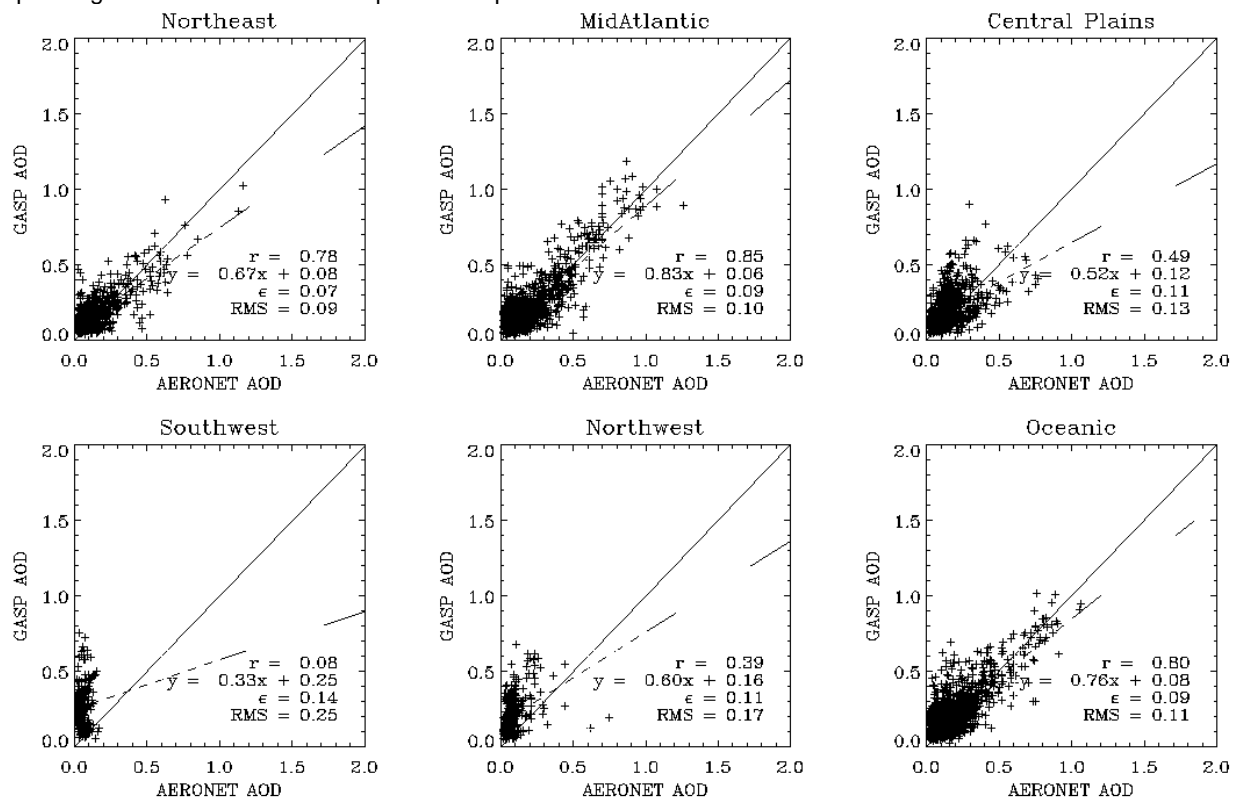 Northeast
2.0
1.5
1.0
0.5
0.0
GASP AOD
r = 0.78
y = 0.67x + 0.08
ϵ = 0.07
RMS = 0.09
0.0 0.5 1.0 1.5 2.0
AERONET AOD
MidAtlantic
2.0
1.5
1.0
0.5
0.0
GASP AOD
r = 0.85
y = 0.83x + 0.06
ϵ = 0.09
RMS = 0.10
0.0 0.5 1.0 1.5 2.0
AERONET AOD
Central Plains
2.0
1.5
1.0
0.5
0.0
GASP AOD
r = 0.49
y = 0.52x + 0.12
ϵ = 0.11
RMS = 0.13
0.0 0.5 1.0 1.5 2.0
AERONET AOD
Southwest
2.0
1.5
1.0
0.5
0.0
GASP AOD
r = 0.08
y = 0.33x + 0.25
ϵ = 0.14
RMS = 0.25
0.0 0.5 1.0 1.5 2.0
AERONET AOD
Northwest
2.0
1.5
1.0
0.5
0.0
GASP AOD
r = 0.39
y = 0.60x + 0.16
ϵ = 0.11
RMS = 0.17
0.0 0.5 1.0 1.5 2.0
AERONET AOD
Oceanic
2.0
1.5
1.0
0.5
0.0
GASP AOD
r = 0.80
y = 0.76x + 0.08
ϵ = 0.09
RMS = 0.11
0.0 0.5 1.0 1.5 2.0
AERONET AOD